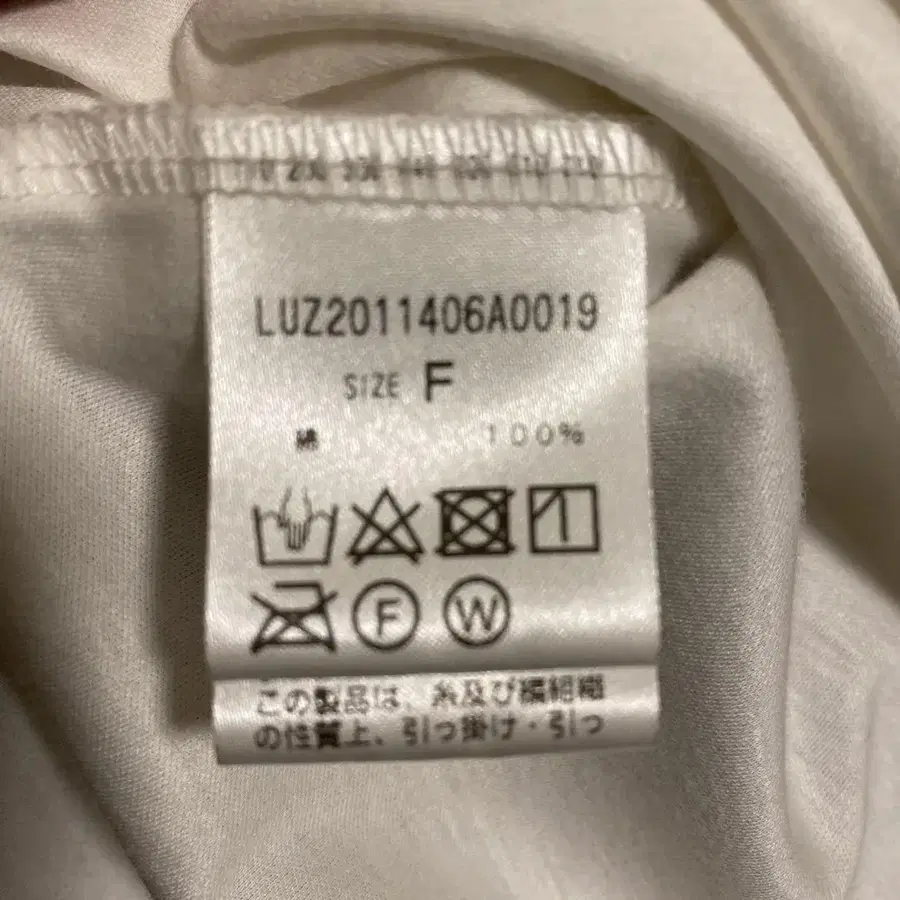 LUZ2011406A0019
SIZE F
綿 100%
F W
この製品は、糸及び編組織
の性質上、引っ掛け・引っ